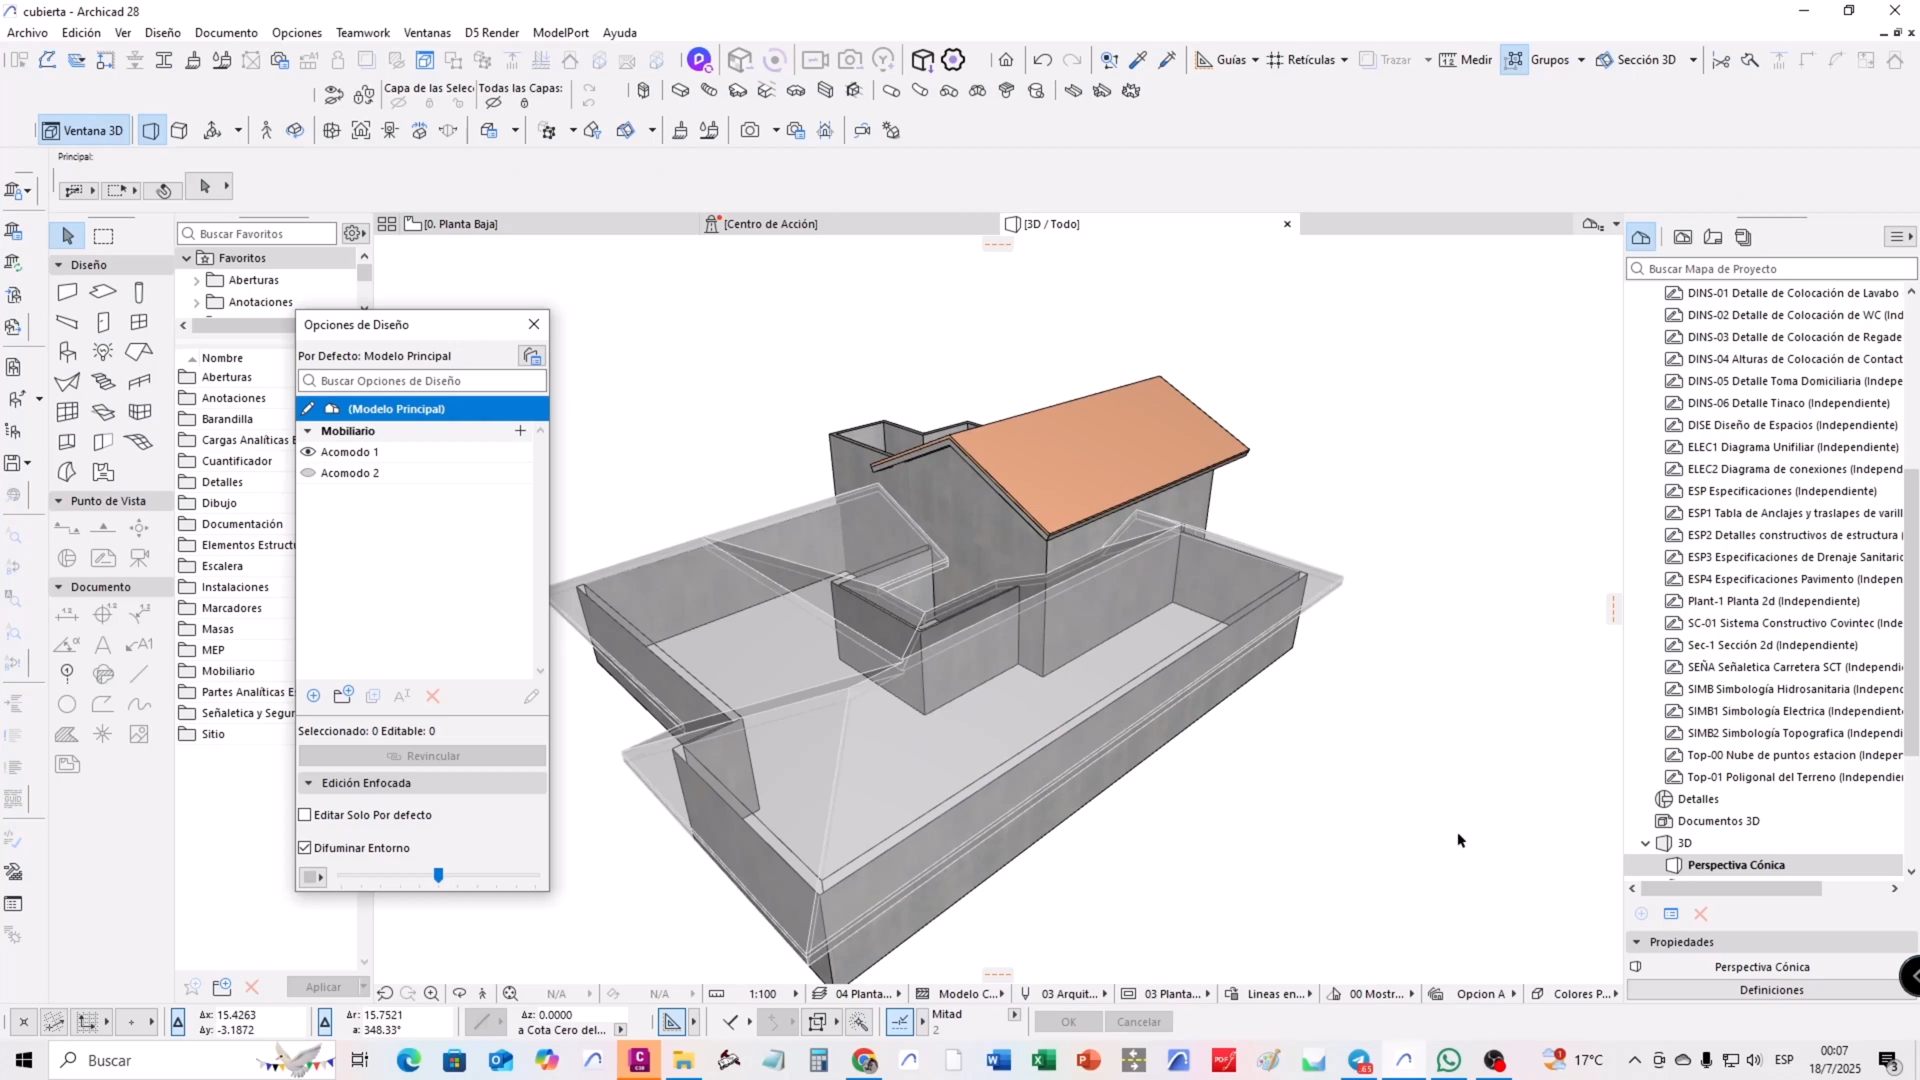 cubierta - Archicad 28
Archivo Edición Ver Diseño Documento Opciones Teamwork Ventanas D5 Render ModelPort Ayuda
Guías Retículas Trazar Medir Grupos Sección 3D
Capa de las Selec Todas las Capas:
Ventana 3D
Principal:
Buscar Favoritos
[0. Planta Baja] [Centro de Acción] [3D / Todo]
Diseño
Favoritos
Aberturas
Anotaciones
Nombre
Aberturas
Anotaciones
Barandilla
Cargas Analíticas E
Cuantificador
Detalles
Dibujo
Documentación
Elementos Estructu
Escalera
Instalaciones
Marcadores
Masas
MEP
Mobiliario
Partes Analíticas Es
Señaletica y Segur
Sitio
Aplicar
Punto de Vista
Documento
Opciones de Diseño
Por Defecto: Modelo Principal
Buscar Opciones de Diseño
(Modelo Principal)
Mobiliario
Acomodo 1
Acomodo 2
Seleccionado: 0 Editable: 0
Revincular
Edición Enfocada
Editar Solo Por defecto
Difuminar Entorno
Buscar Mapa de Proyecto
DINS-01 Detalle de Colocación de Lavabo
DINS-02 Detalle de Colocación de WC (Ind
DINS-03 Detalle de Colocación de Regade
DINS-04 Alturas de Colocación de Contact
DINS-05 Detalle Toma Domiciliaria (Indepe
DINS-06 Detalle Tinaco (Independiente)
DISE Diseño de Espacios (Independiente)
ELEC1 Diagrama Unifiliar (Independiente)
ELEC2 Diagrama de conexiones (Independ
ESP Especificaciones (Independiente)
ESP1 Tabla de Anclajes y traslapes de varill
ESP2 Detalles constructivos de estructura (
ESP3 Especificaciones de Drenaje Sanitaric
ESP4 Especificaciones Pavimento (Indepen
Plant-1 Planta 2d (Independiente)
SC-01 Sistema Constructivo Covintec (Inde
Sec-1 Sección 2d (Independiente)
SEÑA Señaletica Carretera SCT (Independi
SIMB Simbología Hidrosanitaria (Independ
SIMB1 Simbología Electrica (Independient
SIMB2 Simbología Topografica (Independi
Top-00 Nube de puntos estacion (Indepen
Top-01 Poligonal del Terreno (Independie
Detalles
Documentos 3D
3D
Perspectiva Cónica
Propiedades
Perspectiva Cónica
Definiciones
N/A N/A 1:100 04 Planta... Modelo C... 03 Arquit... 03 Planta... Lineas en... 00 Mostr... Opcion A Colores P...
Δx: 15.4263
Δy: -3.1872
Δr: 15.7521
a: 348.33°
Δz: 0.0000
a Cota Cero del...
Mitad
2
OK Cancelar
Buscar
17°C
ESP
00:07
18/7/2025
3